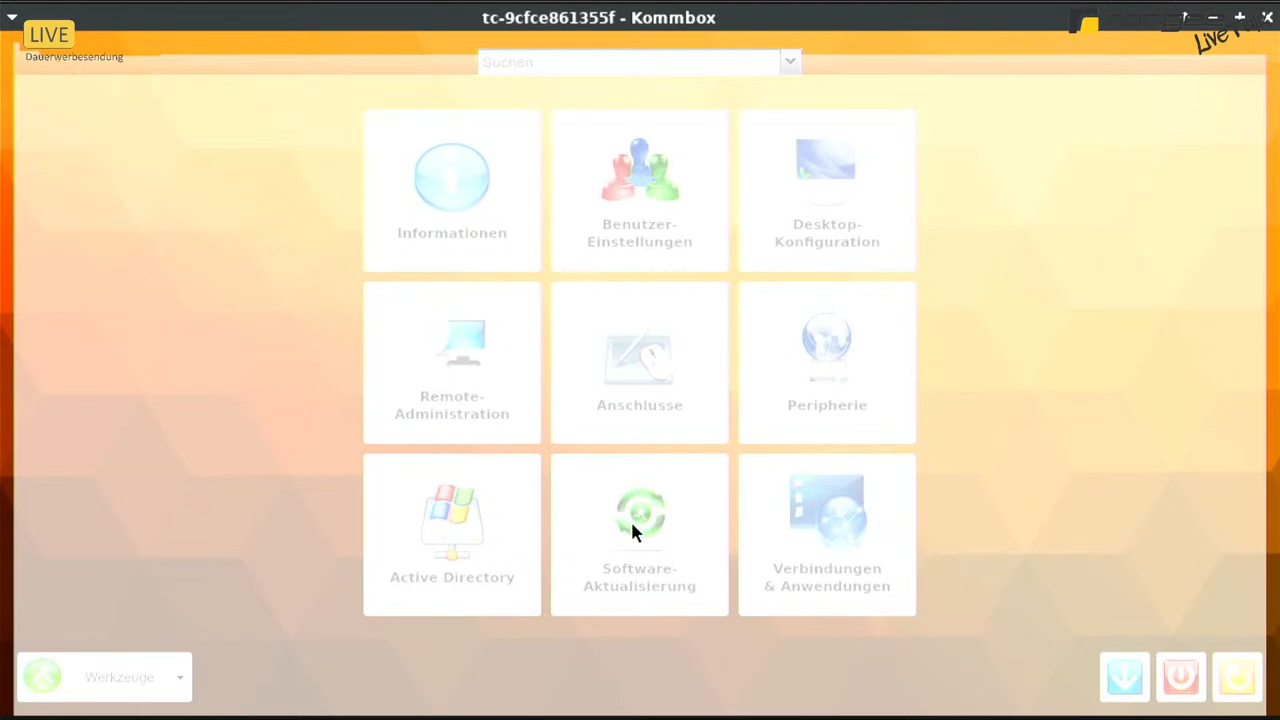 tc-9cfce861355f - Kommbox
LIVE
Dauerwerbesendung
Live
Suchen
Informationen
Benutzer-
Einstellungen
Desktop-
Konfiguration
Remote-
Administration
Anschlusse
Peripherie
Active Directory
Software-
Aktualisierung
Verbindungen
& Anwendungen
Werkzeuge